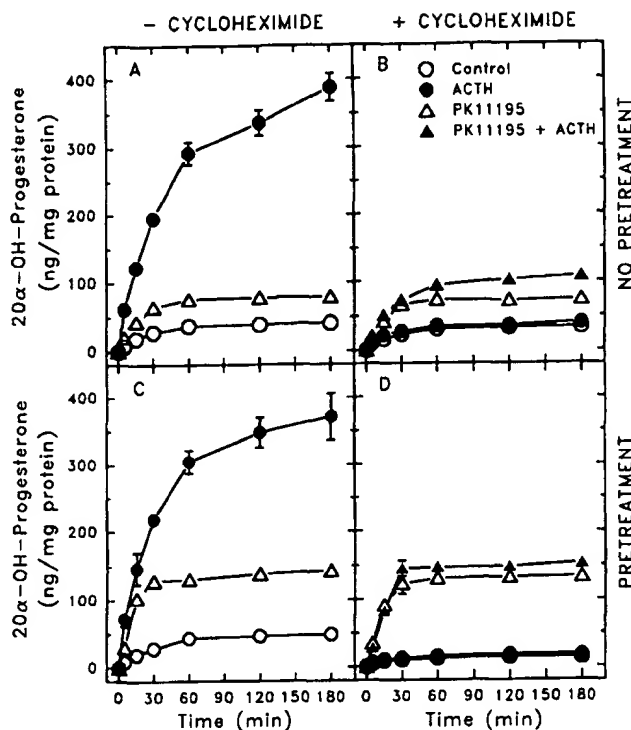 − CYCLOHEXIMIDE
+ CYCLOHEXIMIDE
A
B
Control
ACTH
PK11195
PK11195 + ACTH
400
300
200
100
0
20α−OH−Progesterone
(ng/mg protein)
NO PRETREATMENT
C
D
400
300
200
100
0
20α−OH−Progesterone
(ng/mg protein)
PRETREATMENT
0 30 60 90 120 150 180
0 30 60 90 120 150 180
Time (min)
Time (min)